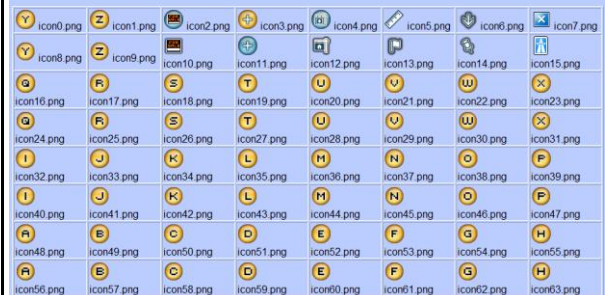 Y icon0.png Z icon1.png icon2.png icon3.png icon4.png icon5.png icon6.png icon7.png
Y icon8.png Z icon9.png icon10.png icon11.png icon12.png icon13.png icon14.png icon15.png
Q R S T U V W X
icon16.png icon17.png icon18.png icon19.png icon20.png icon21.png icon22.png icon23.png
Q R S T U V W X
icon24.png icon25.png icon26.png icon27.png icon28.png icon29.png icon30.png icon31.png
I J K L M N O P
icon32.png icon33.png icon34.png icon35.png icon36.png icon37.png icon38.png icon39.png
I J K L M N O P
icon40.png icon41.png icon42.png icon43.png icon44.png icon45.png icon46.png icon47.png
A B C D E F G H
icon48.png icon49.png icon50.png icon51.png icon52.png icon53.png icon54.png icon55.png
A B C D E F G H
icon56.png icon57.png icon58.png icon59.png icon60.png icon61.png icon62.png icon63.png